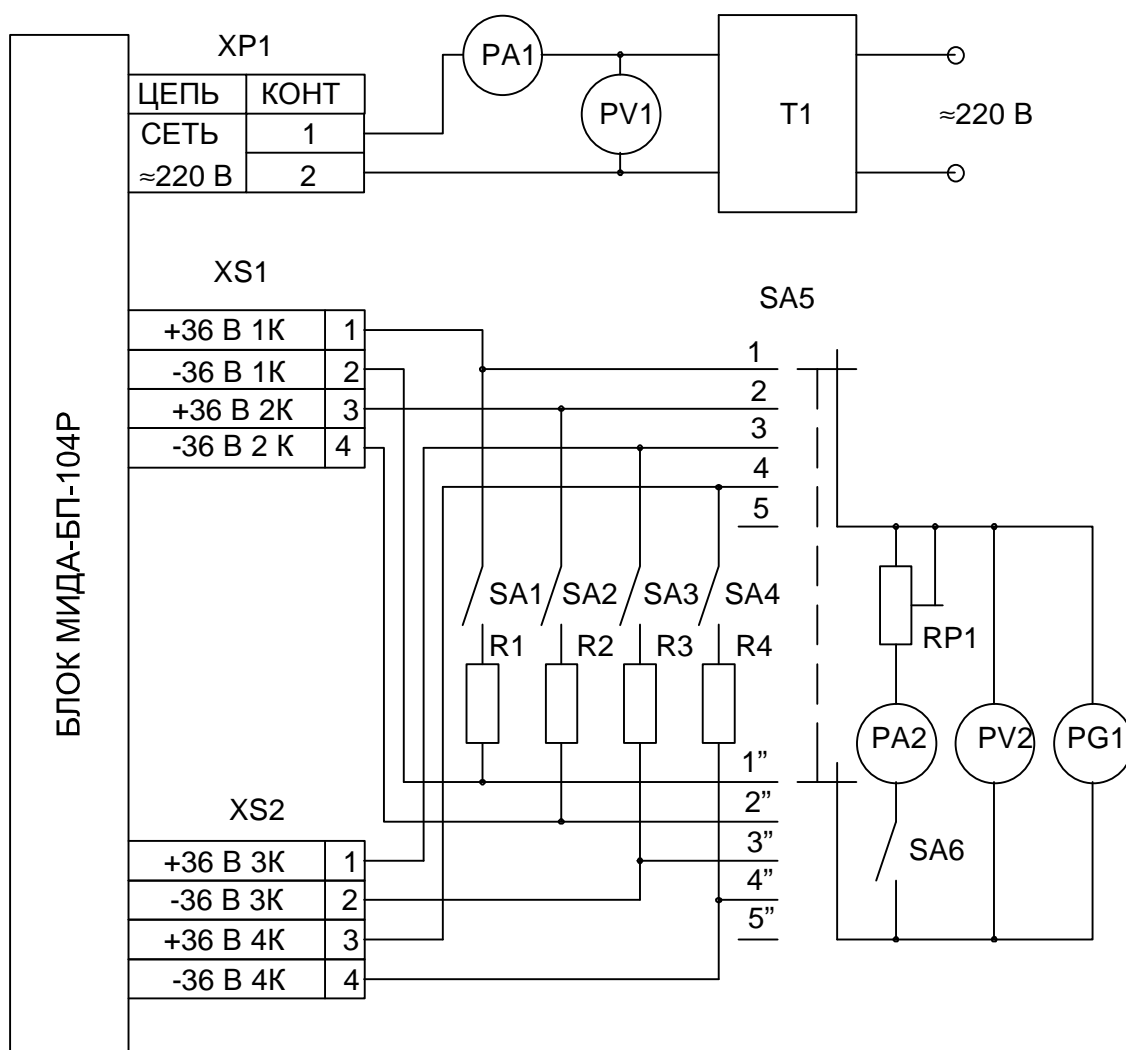 XP1
ЦЕПЬ КОНТ
СЕТЬ 1
≈220 В 2
PA1
PV1
T1
≈220 В
XS1
+36 В 1К 1
-36 В 1К 2
+36 В 2К 3
-36 В 2 К 4
БЛОК МИДА-БП-104Р
SA5
1
2
3
4
5
SA1 SA2 SA3 SA4
R1 R2 R3 R4
RP1
PA2 PV2 PG1
SA6
1”
2”
3”
4”
5”
XS2
+36 В 3К 1
-36 В 3К 2
+36 В 4К 3
-36 В 4К 4